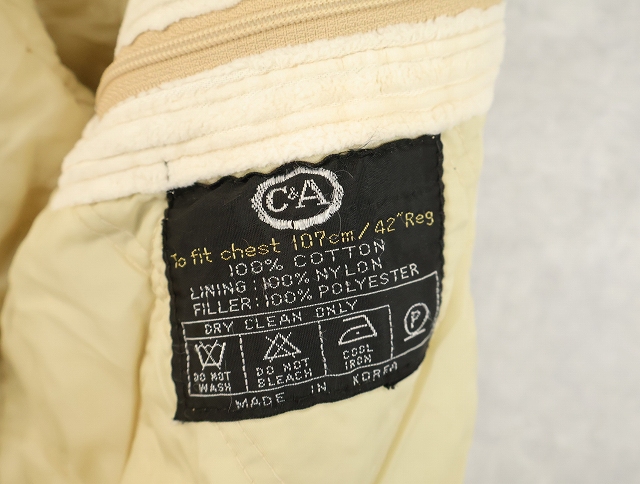 C&A
To fit chest 107cm/42"Reg
100% COTTON
LINING: 100% NYLON
FILLER: 100% POLYESTER
DRY CLEAN ONLY
DO NOT
WASH
DO NOT
BLEACH
COOL
IRON
P
MADE IN KOREA